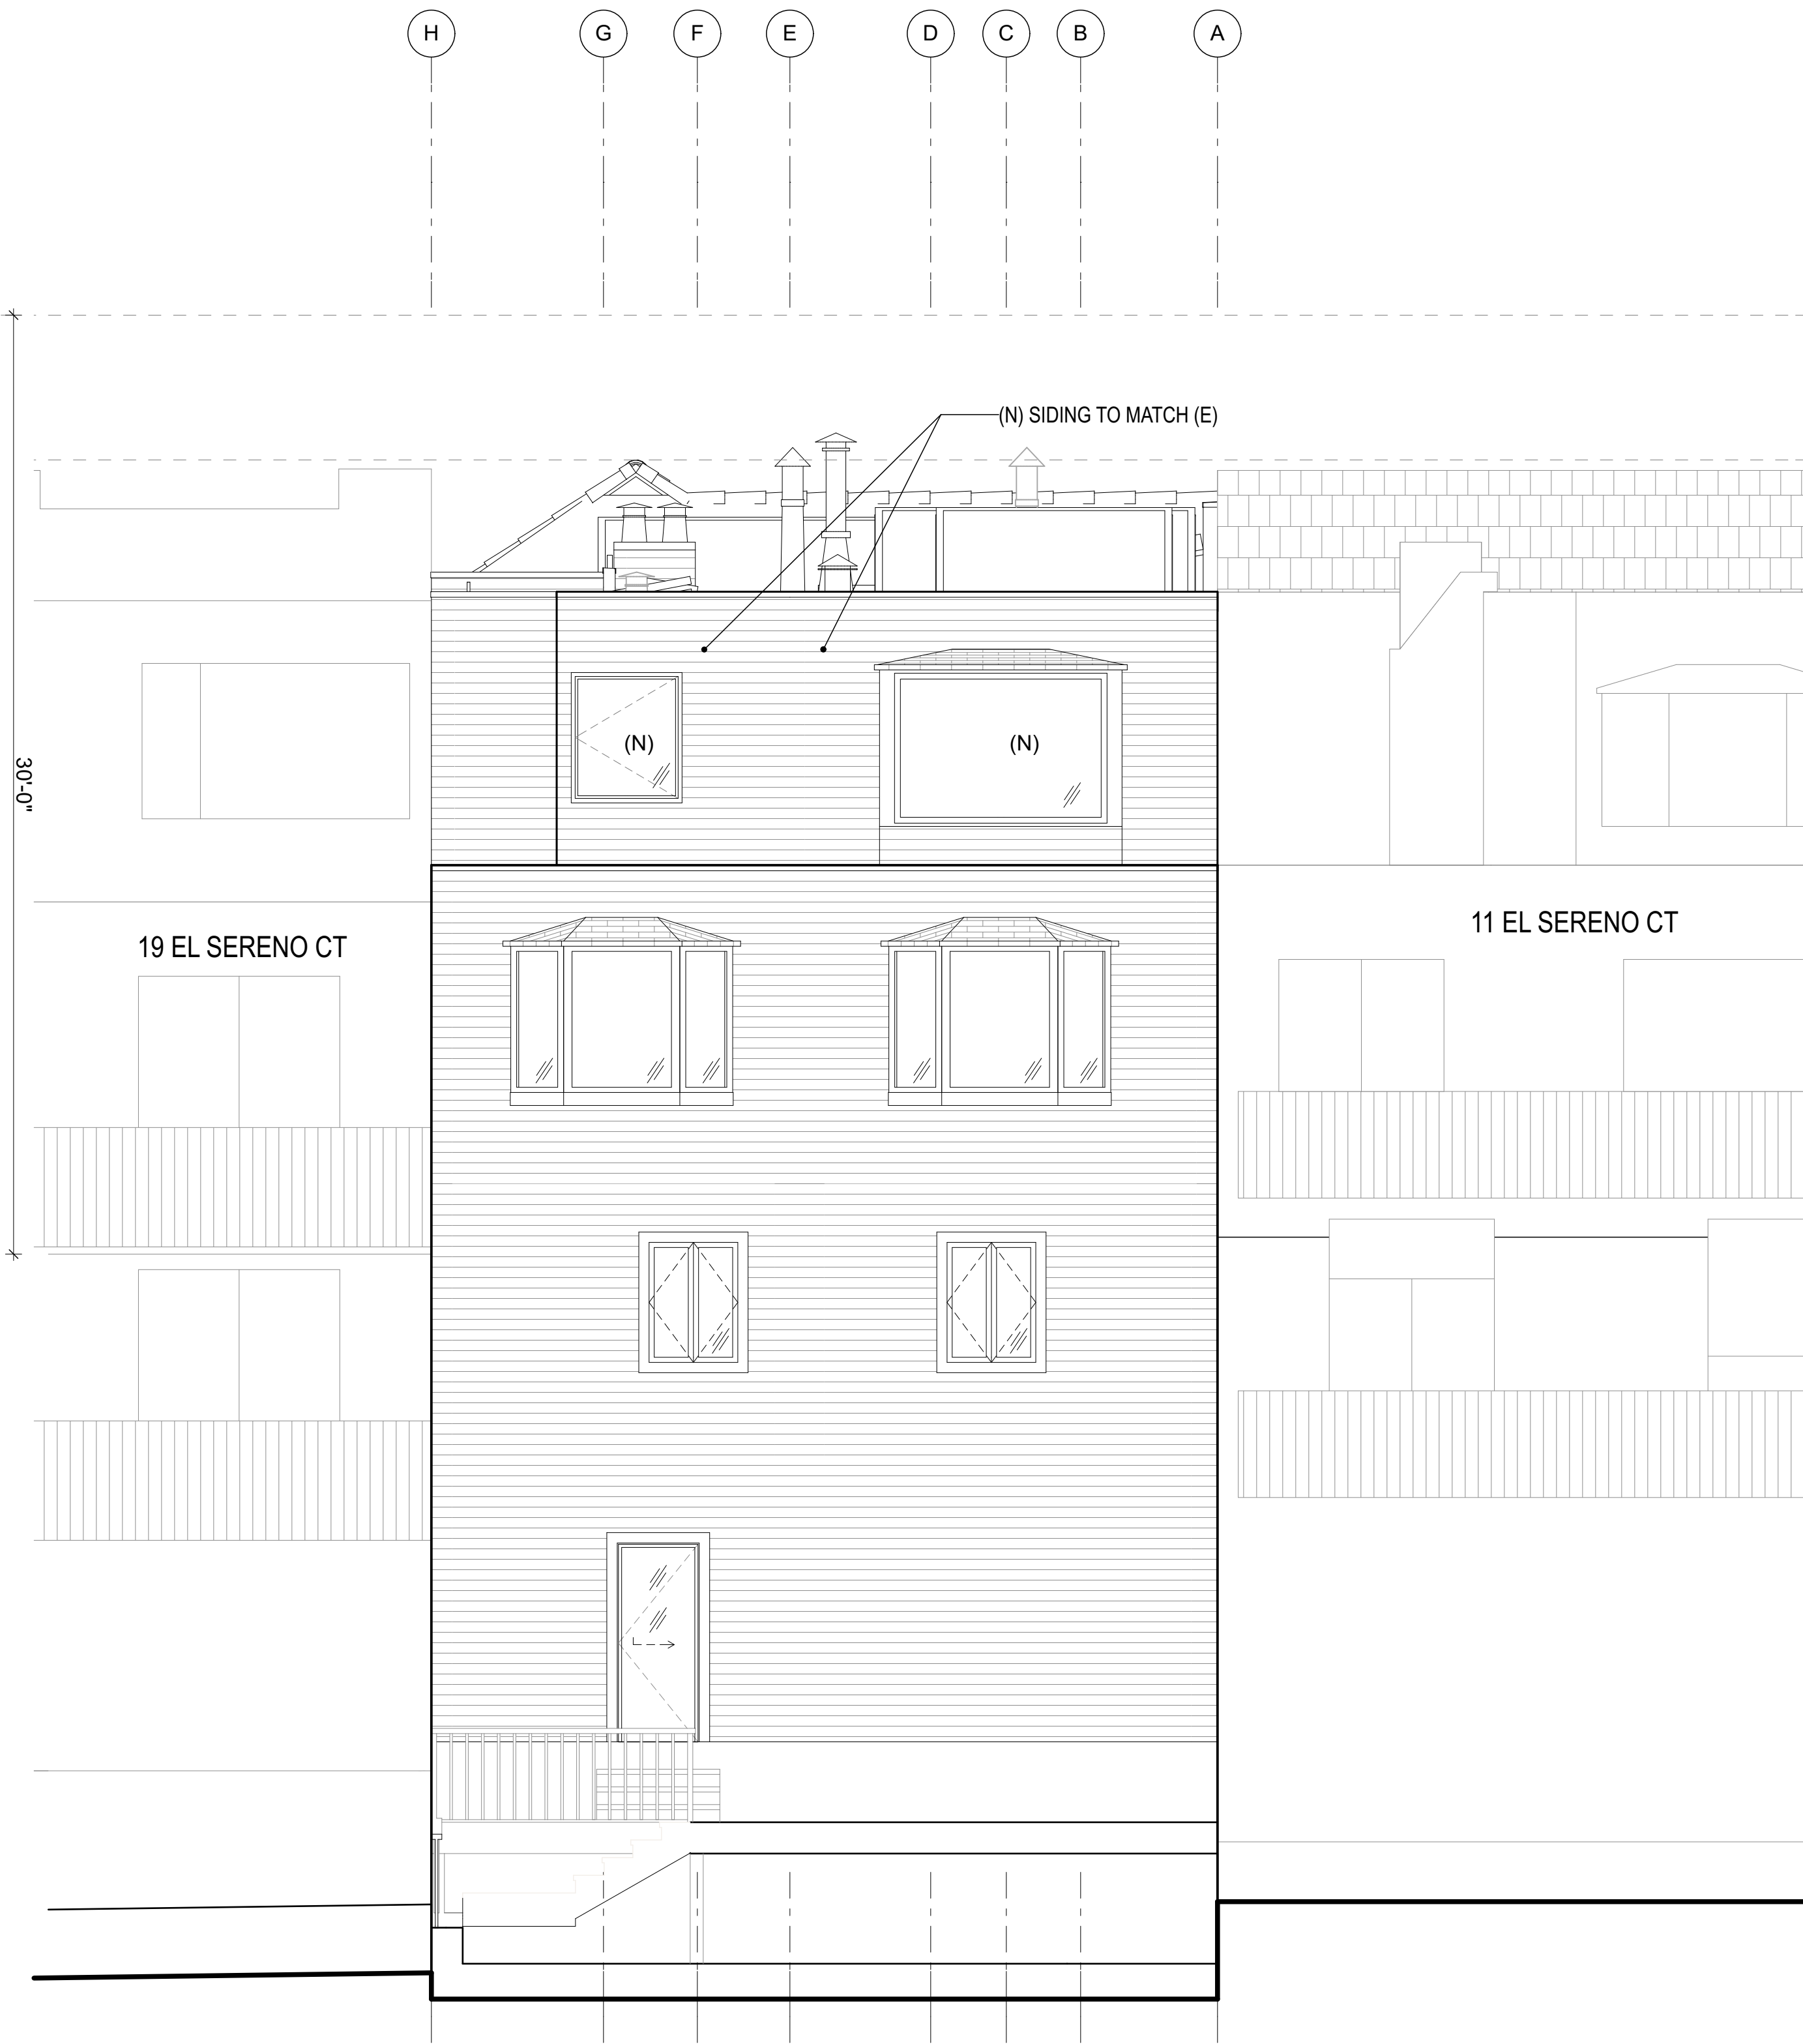 H G F E D C B A
(N) SIDING TO MATCH (E)
(N) (N)
30'-0"
19 EL SERENO CT
11 EL SERENO CT